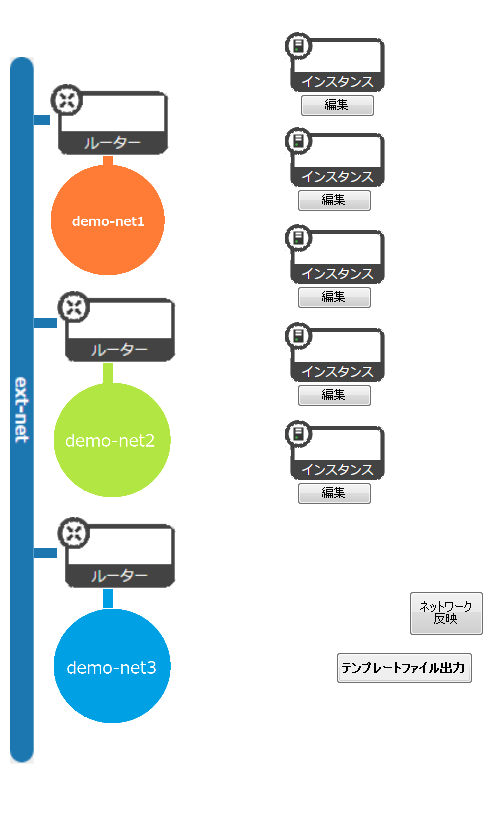 ext-net
ルーター
demo-net1
ルーター
demo-net2
ルーター
demo-net3
インスタンス
編集
インスタンス
編集
インスタンス
編集
インスタンス
編集
インスタンス
編集
ネットワーク
反映
テンプレートファイル出力